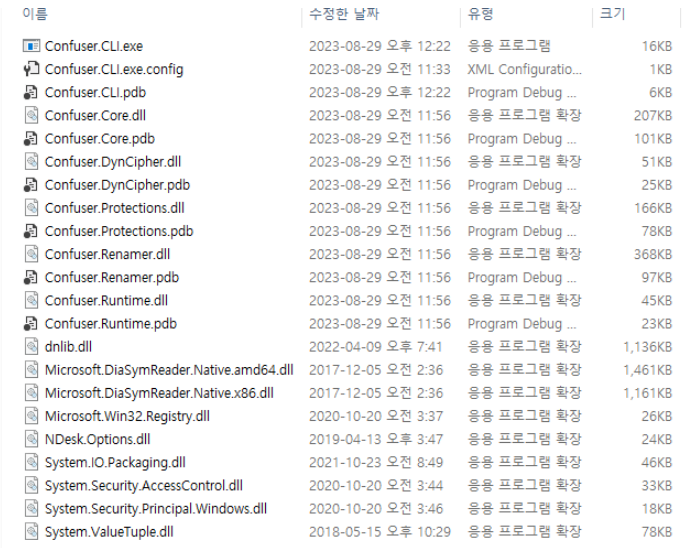 이름 수정한 날짜 유형 크기
Confuser.CLI.exe 2023-08-29 오후 12:22 응용 프로그램 16KB
Confuser.CLI.exe.config 2023-08-29 오전 11:33 XML Configuratio... 1KB
Confuser.CLI.pdb 2023-08-29 오후 12:22 Program Debug ... 6KB
Confuser.Core.dll 2023-08-29 오전 11:56 응용 프로그램 확장 207KB
Confuser.Core.pdb 2023-08-29 오전 11:56 Program Debug ... 101KB
Confuser.DynCipher.dll 2023-08-29 오전 11:56 응용 프로그램 확장 51KB
Confuser.DynCipher.pdb 2023-08-29 오전 11:56 Program Debug ... 25KB
Confuser.Protections.dll 2023-08-29 오전 11:56 응용 프로그램 확장 166KB
Confuser.Protections.pdb 2023-08-29 오전 11:56 Program Debug ... 78KB
Confuser.Renamer.dll 2023-08-29 오전 11:56 응용 프로그램 확장 368KB
Confuser.Renamer.pdb 2023-08-29 오전 11:56 Program Debug ... 97KB
Confuser.Runtime.dll 2023-08-29 오전 11:56 응용 프로그램 확장 45KB
Confuser.Runtime.pdb 2023-08-29 오전 11:56 Program Debug ... 23KB
dnlib.dll 2022-04-09 오후 7:41 응용 프로그램 확장 1,136KB
Microsoft.DiaSymReader.Native.amd64.dll 2017-12-05 오전 2:36 응용 프로그램 확장 1,461KB
Microsoft.DiaSymReader.Native.x86.dll 2017-12-05 오전 2:36 응용 프로그램 확장 1,161KB
Microsoft.Win32.Registry.dll 2020-10-20 오전 3:37 응용 프로그램 확장 26KB
NDesk.Options.dll 2019-04-13 오후 3:47 응용 프로그램 확장 24KB
System.IO.Packaging.dll 2021-10-23 오전 8:49 응용 프로그램 확장 46KB
System.Security.AccessControl.dll 2020-10-20 오전 3:44 응용 프로그램 확장 33KB
System.Security.Principal.Windows.dll 2020-10-20 오전 3:46 응용 프로그램 확장 18KB
System.ValueTuple.dll 2018-05-15 오후 10:29 응용 프로그램 확장 78KB